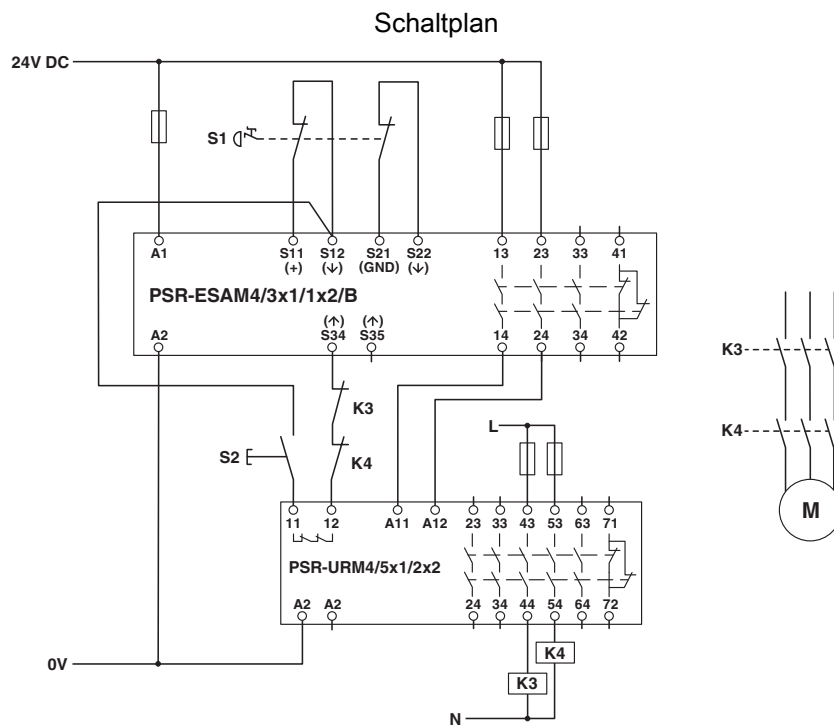 Schaltplan
24V DC
S1
A1 S11 S12 S21 S22 13 23 33 41
(+) (↓) (GND) (↓)
PSR-ESAM4/3x1/1x2/B
(↑) (↑)
A2 S34 S35 14 24 34 42
K3
K3
L
K4
S2
K4
M
11 12 A11 A12 23 33 43 53 63 71
PSR-URM4/5x1/2x2
A2 A2 24 34 44 54 64 72
K4
0V
K3
N